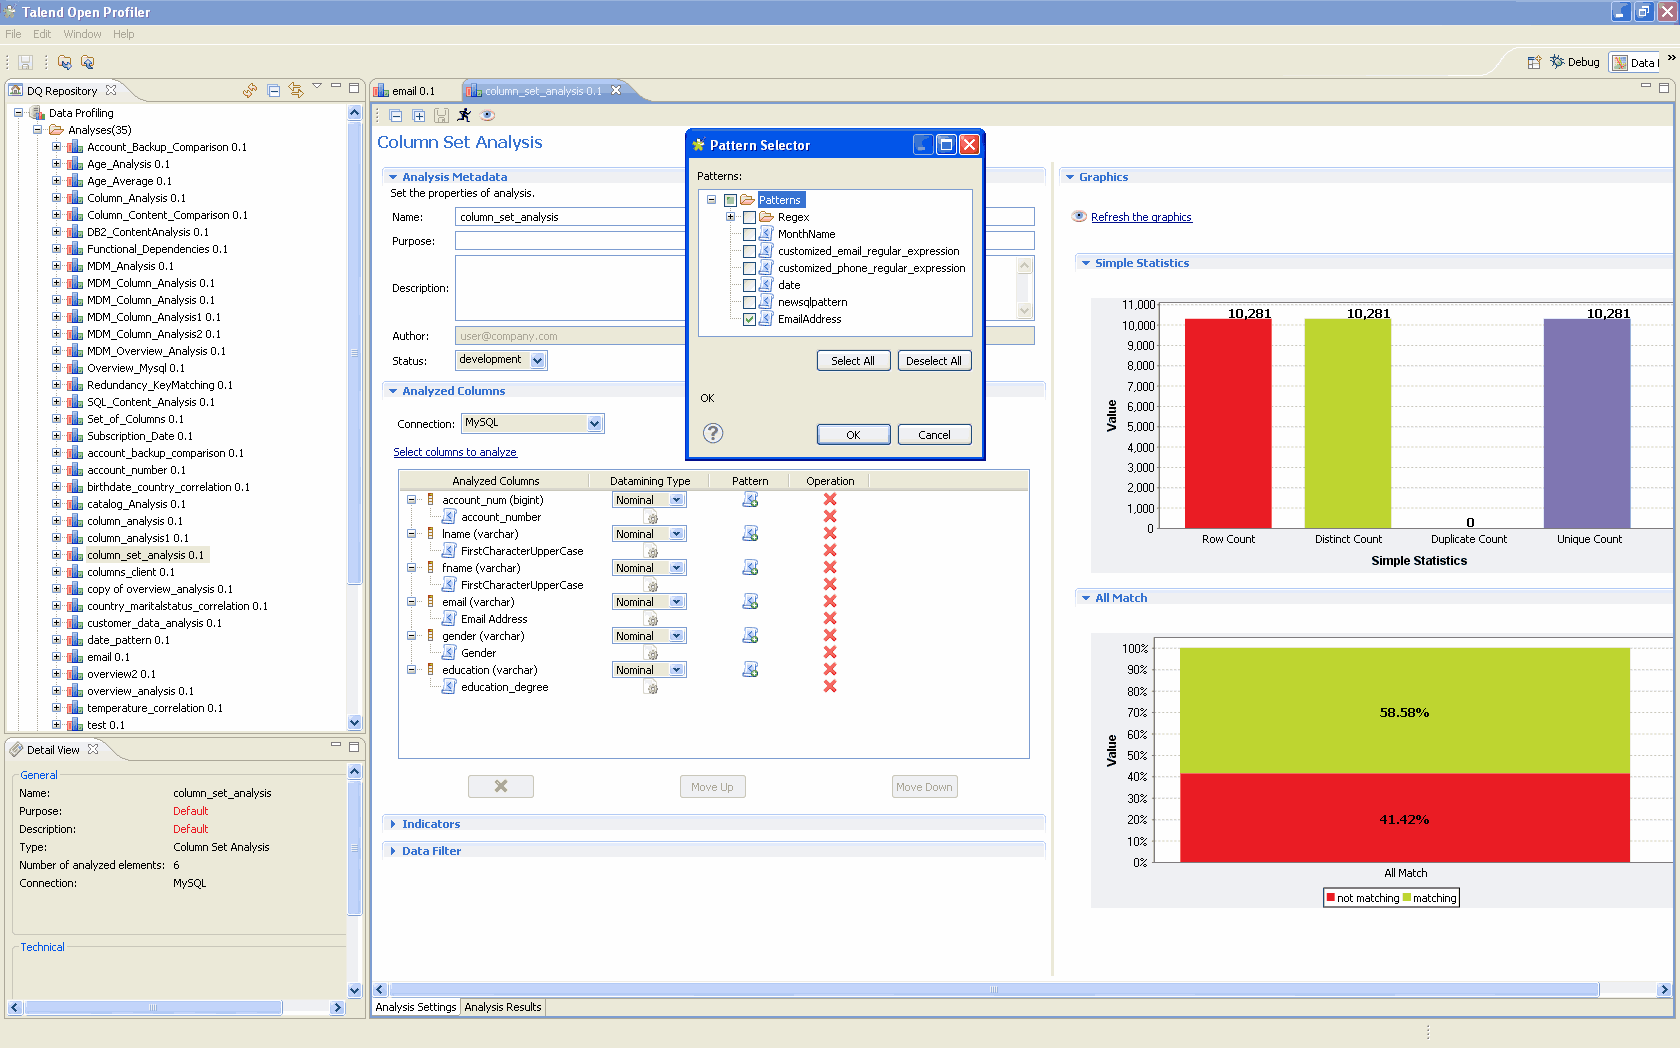 Talend Open Profiler
File Edit Window Help
Debug
Data
DQ Repository
Data Profiling
Analyses(35)
Account_Backup_Comparison 0.1
Age_Analysis 0.1
Age_Average 0.1
Column_Analysis 0.1
Column_Content_Comparison 0.1
DB2_ContentAnalysis 0.1
Functional_Dependencies 0.1
MDM_Analysis 0.1
MDM_Column_Analysis 0.1
MDM_Column_Analysis 0.1
MDM_Column_Analysis1 0.1
MDM_Column_Analysis2 0.1
MDM_Overview_Analysis 0.1
Overview_Mysql 0.1
Redundancy_KeyMatching 0.1
SQL_Content_Analysis 0.1
Set_of_Columns 0.1
Subscription_Date 0.1
account_backup_comparison 0.1
account_number 0.1
birthdate_country_correlation 0.1
catalog_Analysis 0.1
column_analysis 0.1
column_analysis1 0.1
column_set_analysis 0.1
columns_client 0.1
copy of overview_analysis 0.1
country_maritalstatus_correlation 0.1
customer_data_analysis 0.1
date_pattern 0.1
email 0.1
overview2 0.1
overview_analysis 0.1
temperature_correlation 0.1
test 0.1
Detail View
General
Name: column_set_analysis
Purpose: Default
Description: Default
Type: Column Set Analysis
Number of analyzed elements: 6
Connection: MySQL
Technical
email 0.1
column_set_analysis 0.1
Column Set Analysis
Analysis Metadata
Set the properties of analysis.
Name: column_set_analysis
Purpose:
Description:
Author: user@company.com
Status: development
Analyzed Columns
Connection: MySQL
Select columns to analyze
Analyzed Columns Datamining Type Pattern Operation
account_num (bigint) Nominal
account_number
lname (varchar) Nominal
FirstCharacterUpperCase
fname (varchar) Nominal
FirstCharacterUpperCase
email (varchar) Nominal
Email Address
gender (varchar) Nominal
Gender
education (varchar) Nominal
education_degree
Move Up
Move Down
Indicators
Data Filter
Analysis Settings
Analysis Results
Pattern Selector
Patterns:
Patterns
Regex
MonthName
customized_email_regular_expression
customized_phone_regular_expression
date
newsqlpattern
EmailAddress
Select All
Deselect All
OK
?
OK
Cancel
Graphics
Refresh the graphics
Simple Statistics
11,000
10,000
9,000
8,000
7,000
6,000
5,000
4,000
3,000
2,000
1,000
0
Value
10,281
10,281
0
10,281
Row Count
Distinct Count
Duplicate Count
Unique Count
Simple Statistics
All Match
100%
90%
80%
70%
60%
50%
40%
30%
20%
10%
0%
Value
58.58%
41.42%
All Match
not matching matching